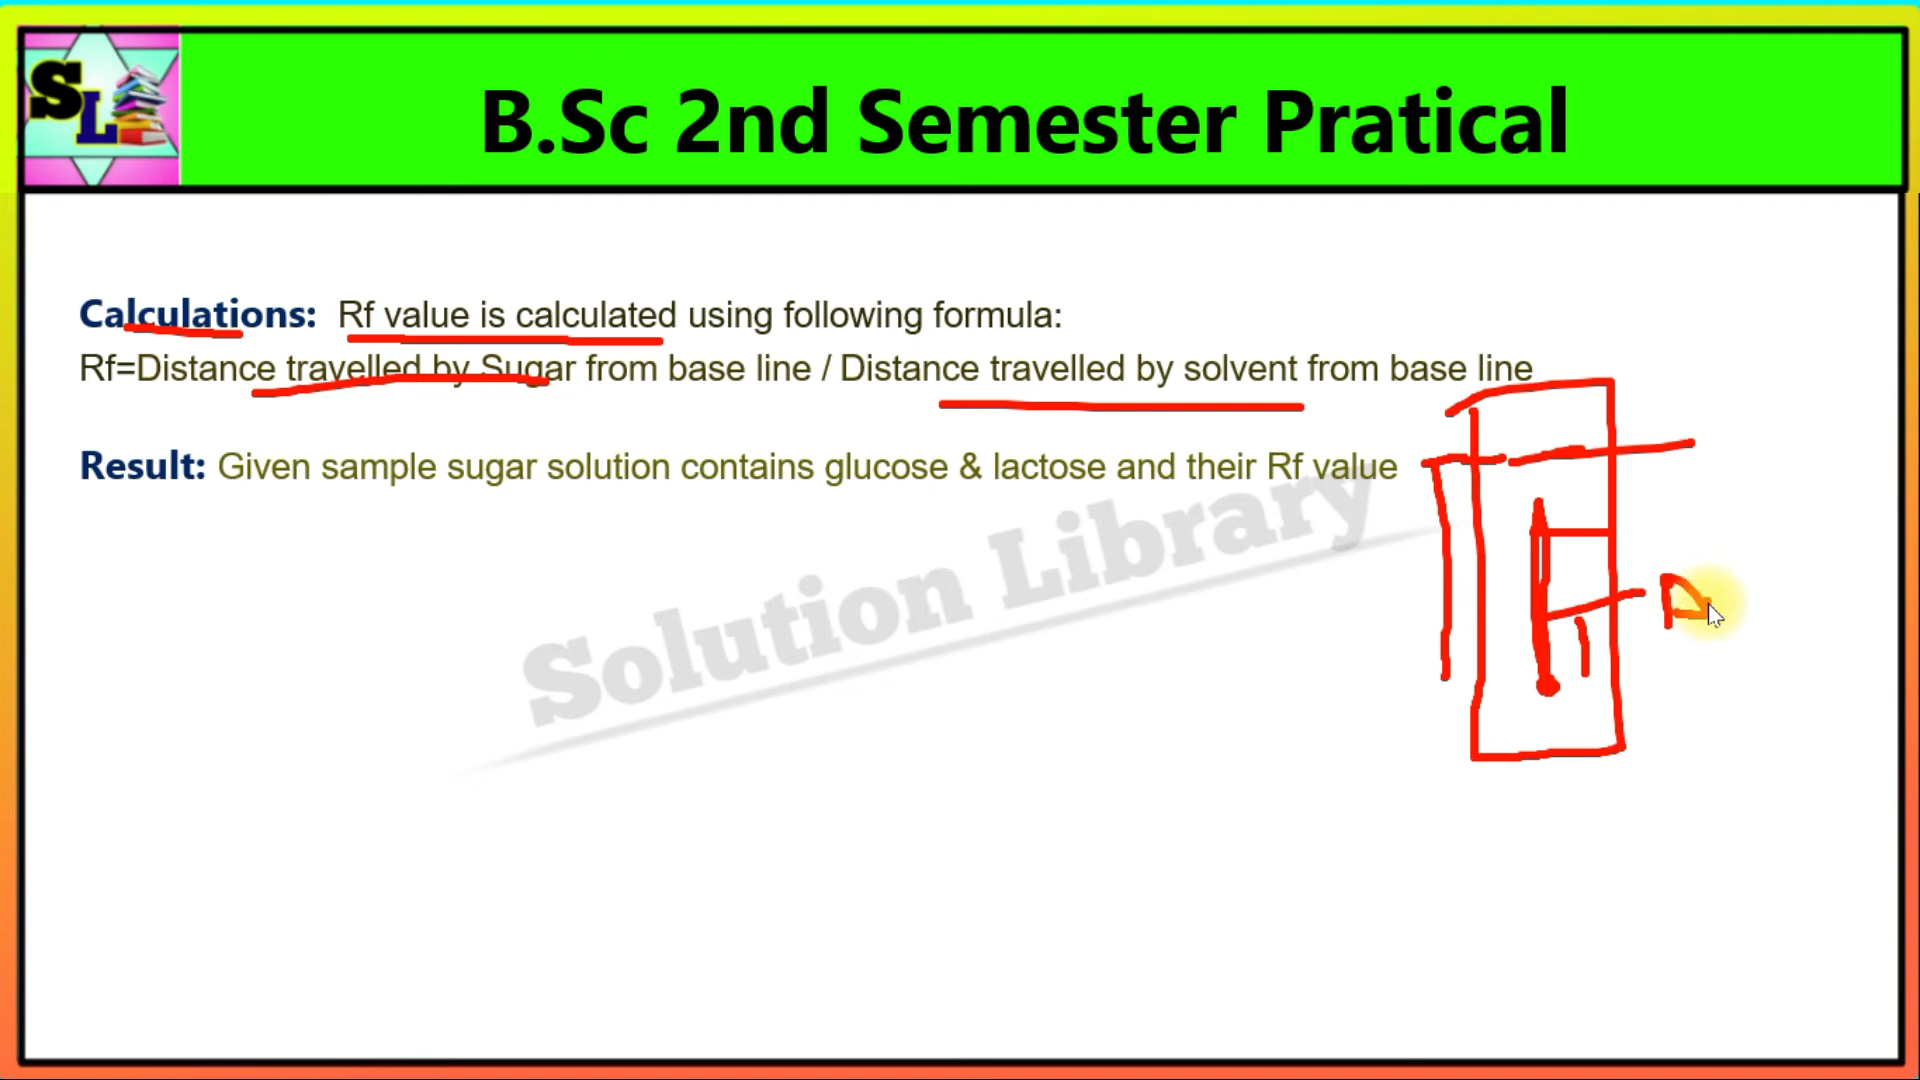 SL
B.Sc 2nd Semester Pratical
Calculations: Rf value is calculated using following formula:
Rf=Distance travelled by Sugar from base line / Distance travelled by solvent from base line
Result: Given sample sugar solution contains glucose & lactose and their Rf value
Solution Library